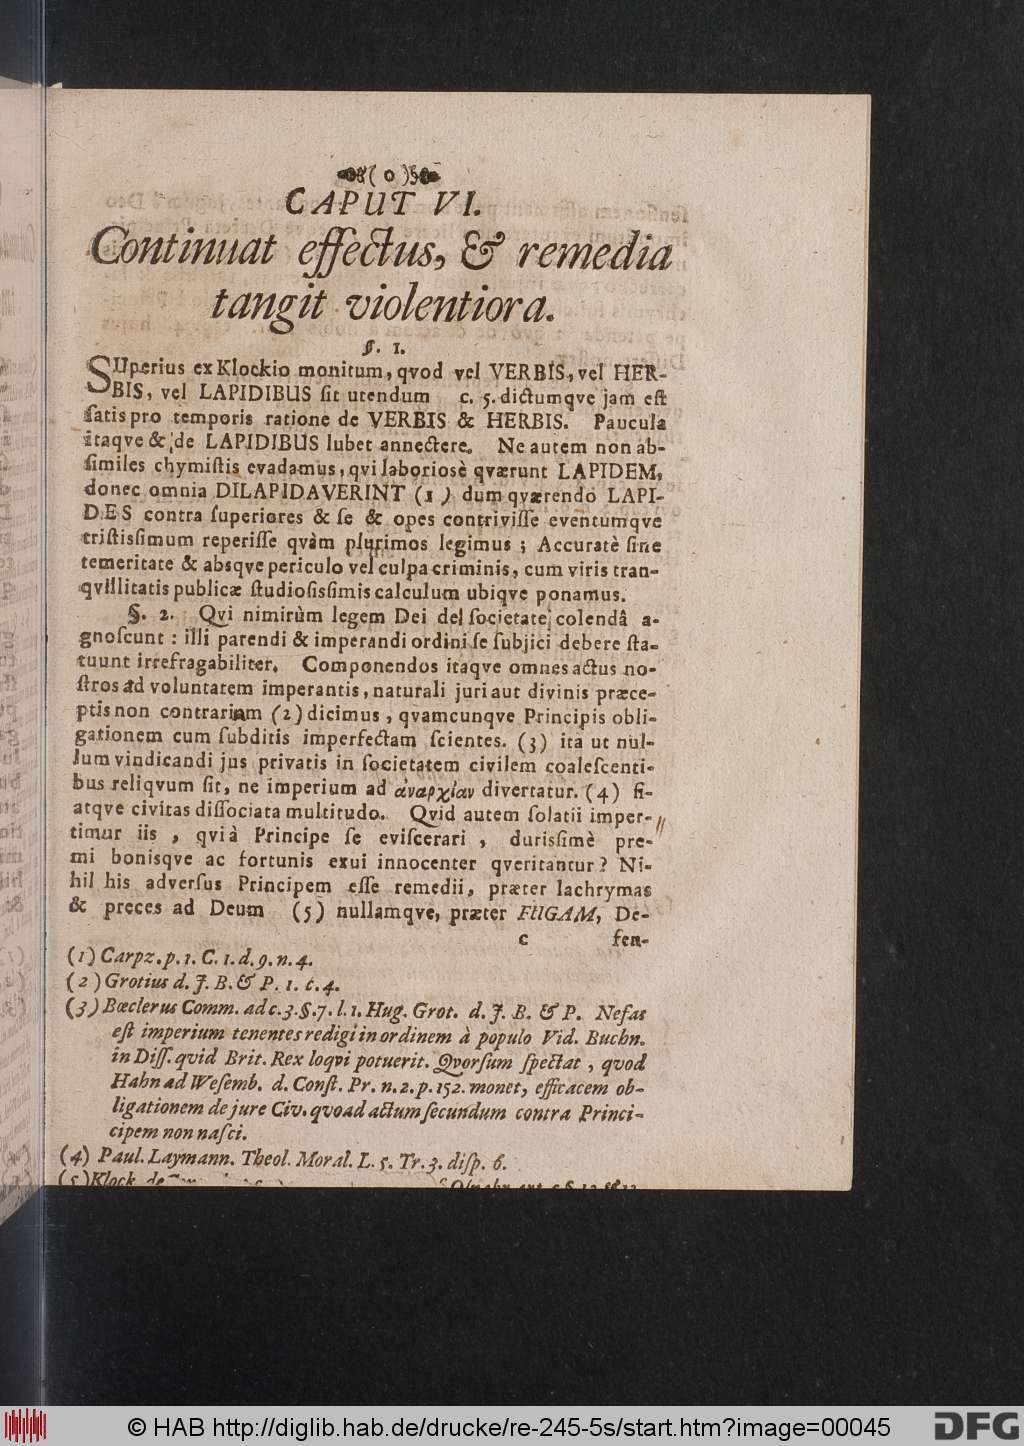 ( o )
CAPUT VI.
Continuat effectus, & remedia
tangit violentiora.
§. 1.
SUperius ex Klockio monitum, qvod vel VERBIS, vel HER-
BIS, vel LAPIDIBUS ſit utendum c. 5. dictumqve jam eſt
ſatis pro temporis ratione de VERBIS & HERBIS. Paucula
itaqve & de LAPIDIBUS lubet annectere. Ne autem non ab-
ſimiles chymiſtis evadamus, qvi laboriosè qværunt LAPIDEM,
donec omnia DILAPIDAVERINT (1) dum qværendo LAPI-
DES contra ſuperiores & ſe & opes contriviſſe eventumqve
triſtisſimum reperiſſe qvàm plurimos legimus ; Accuratè ſine
temeritate & absqve periculo vel culpa criminis, cum viris tran-
qvillitatis publicæ ſtudioſisſimis calculum ubiqve ponamus.
§. 2. Qvi nimirùm legem Dei de ſocietate colendâ a-
gnoſcunt : illi parendi & imperandi ordini ſe ſubjici debere ſta-
tuunt irrefragabiliter. Componendos itaqve omnes actus no-
ſtros ad voluntatem imperantis, naturali juri aut divinis præce-
ptis non contrariam (2) dicimus, qvamcunqve Principis obli-
gationem cum ſubditis imperfectam ſcientes. (3) ita ut nul-
lum vindicandi jus privatis in ſocietatem civilem coaleſcenti-
bus reliqvum ſit, ne imperium ad ἀναρχίαν divertatur. (4) fi-
atqve civitas diſſociata multitudo. Qvid autem ſolatii imper-
timur iis , qvi à Principe ſe eviſcerari , durisſimè pre-
mi bonisqve ac fortunis exui innocenter qveritantur? Ni-
hil his adverſus Principem eſſe remedii, præter lachrymas
& preces ad Deum (5) nullamqve, præter FUGAM, De-
c fen-
(1) Carpz. p. 1. C. 1. d. 9. n. 4.
(2) Grotius d. J. B. & P. 1. c. 4.
(3) Bœclerus Comm. ad c. 3. §. 7. l. 1. Hug. Grot. d. J. B. & P. Nefas
eſt imperium tenentes redigi in ordinem à populo Vid. Buchn.
in Diſſ. qvid Brit. Rex loqvi potuerit. Qvorſum ſpectat , qvod
Hahn ad Weſemb. d. Conſt. Pr. n. 2. p. 152. monet, efficacem ob-
ligationem de jure Civ. qvoad actum ſecundum contra Princi-
cipem non naſci.
(4) Paul. Laymann. Theol. Moral. L. 5. Tr. 3. diſp. 6.
(5) Klock. de
© HAB http://diglib.hab.de/drucke/re-245-5s/start.htm?image=00045
DFG